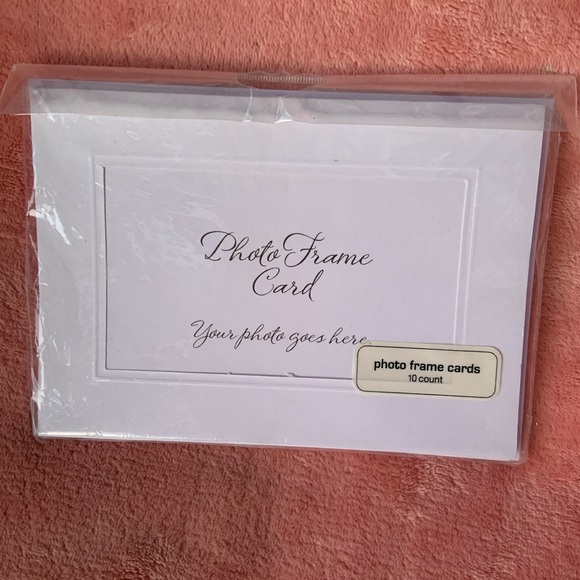 Photo Frame
Card
Your photo goes here
photo frame cards
10 count